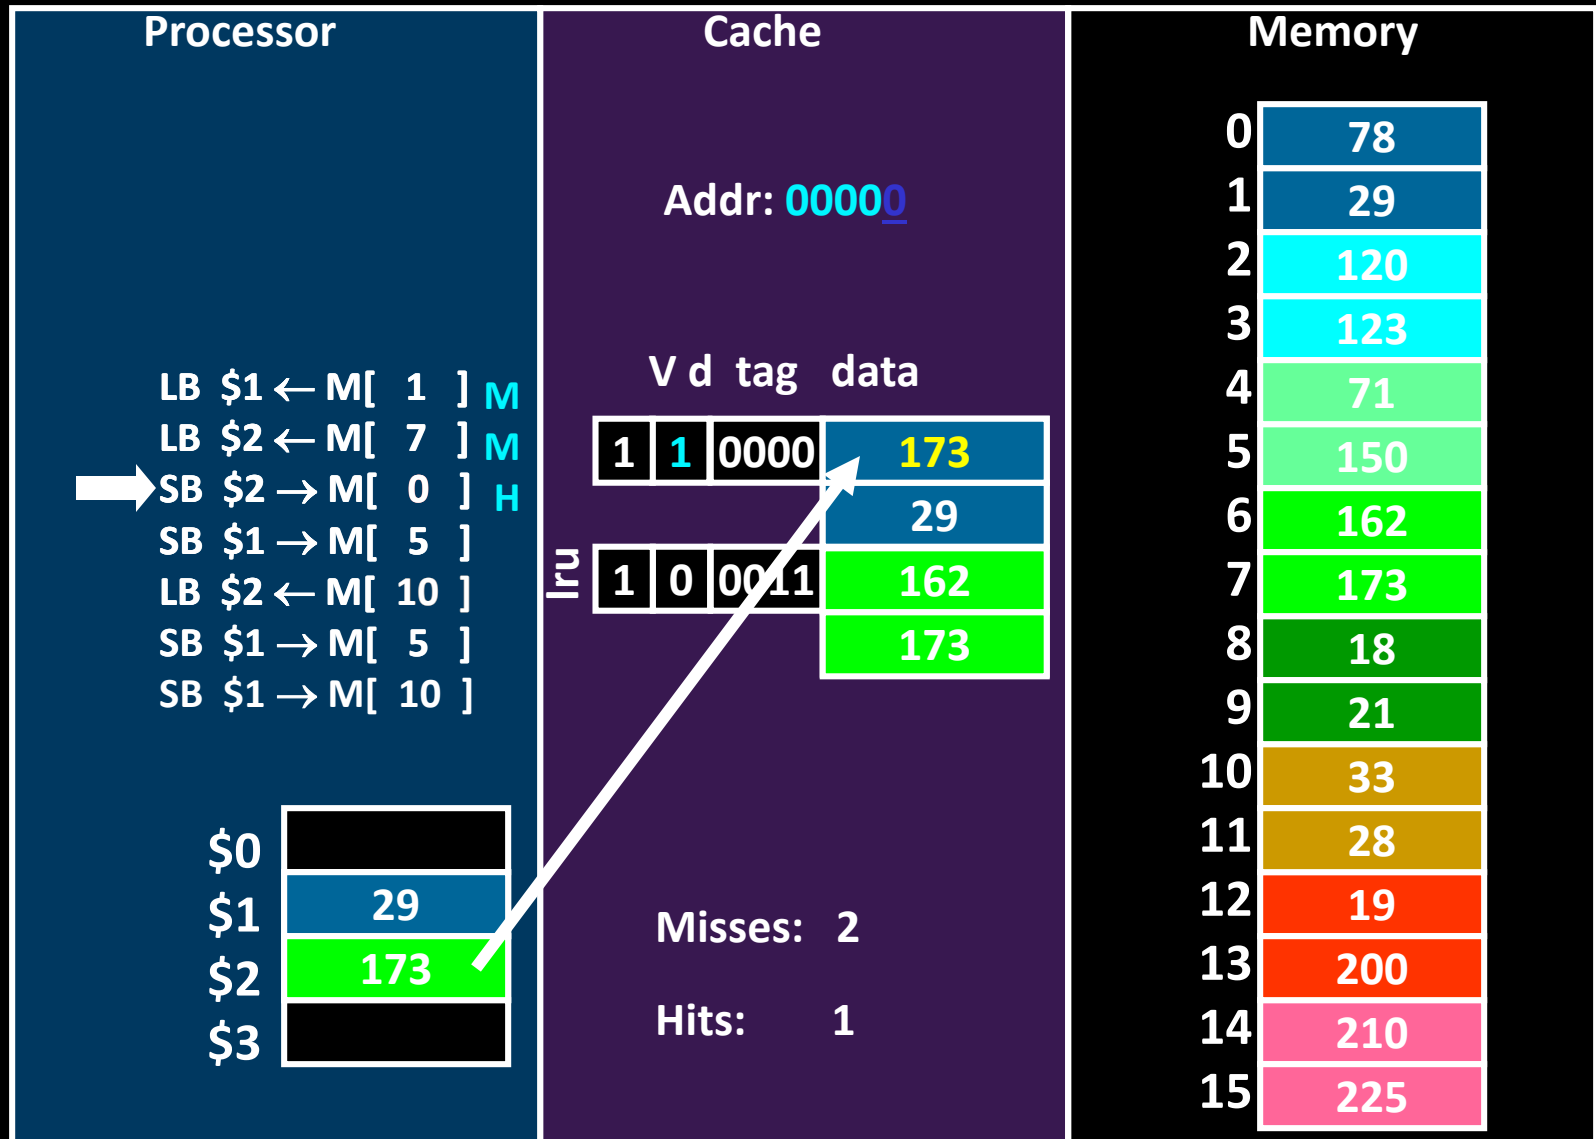 Processor
LB $1 ← M[ 1 ] M
LB $2 ← M[ 7 ] M
SB $2 → M[ 0 ] H
SB $1 → M[ 5 ]
LB $2 ← M[ 10 ]
SB $1 → M[ 5 ]
SB $1 → M[ 10 ]
$0
$1 29
$2 173
$3
Cache
Addr: 00000
V d tag data
1 1 0000 173
29
lru 1 0 0011 162
173
Misses: 2
Hits: 1
Memory
0 78
1 29
2 120
3 123
4 71
5 150
6 162
7 173
8 18
9 21
10 33
11 28
12 19
13 200
14 210
15 225